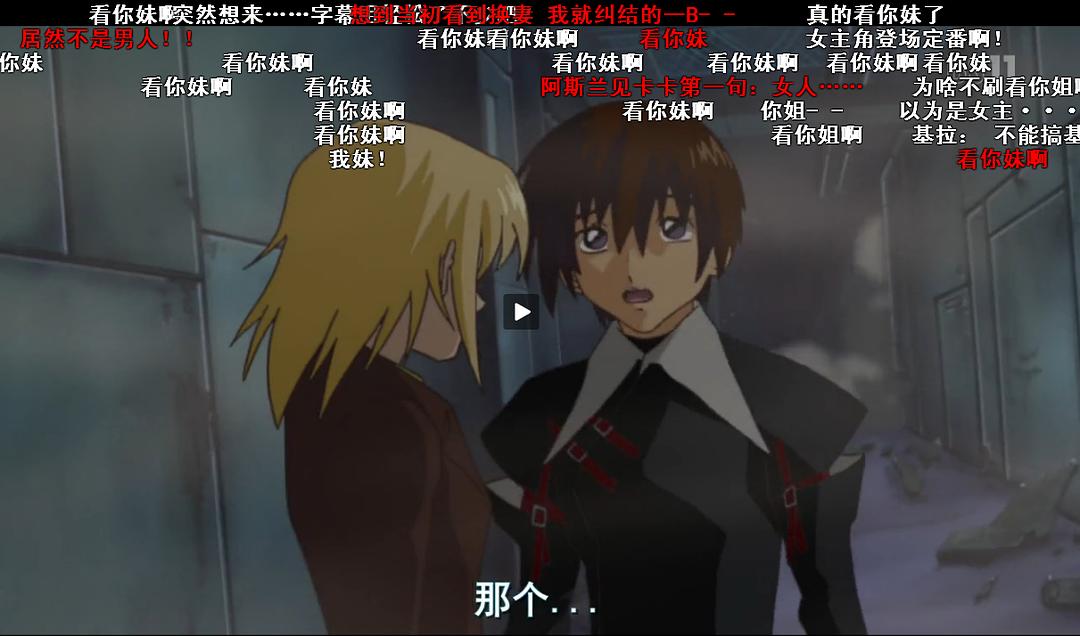 看你妹啊
突然想来……字幕
想到当初看到换妻 我就纠结的一B- -
真的看你妹了
居然不是男人！！
看你妹
看你妹啊
看你妹
女主角登场定番啊！
你妹
看你妹啊
看你妹啊
看你妹啊
看你妹啊
看你妹
看你妹啊
看你妹
阿斯兰见卡卡第一句：女人……
为啥不刷看你姐啊
看你妹啊
看你妹啊
你姐- -
以为是女主···
看你妹啊
看你姐啊
基拉： 不能搞基
我妹！
看你妹啊
那个...